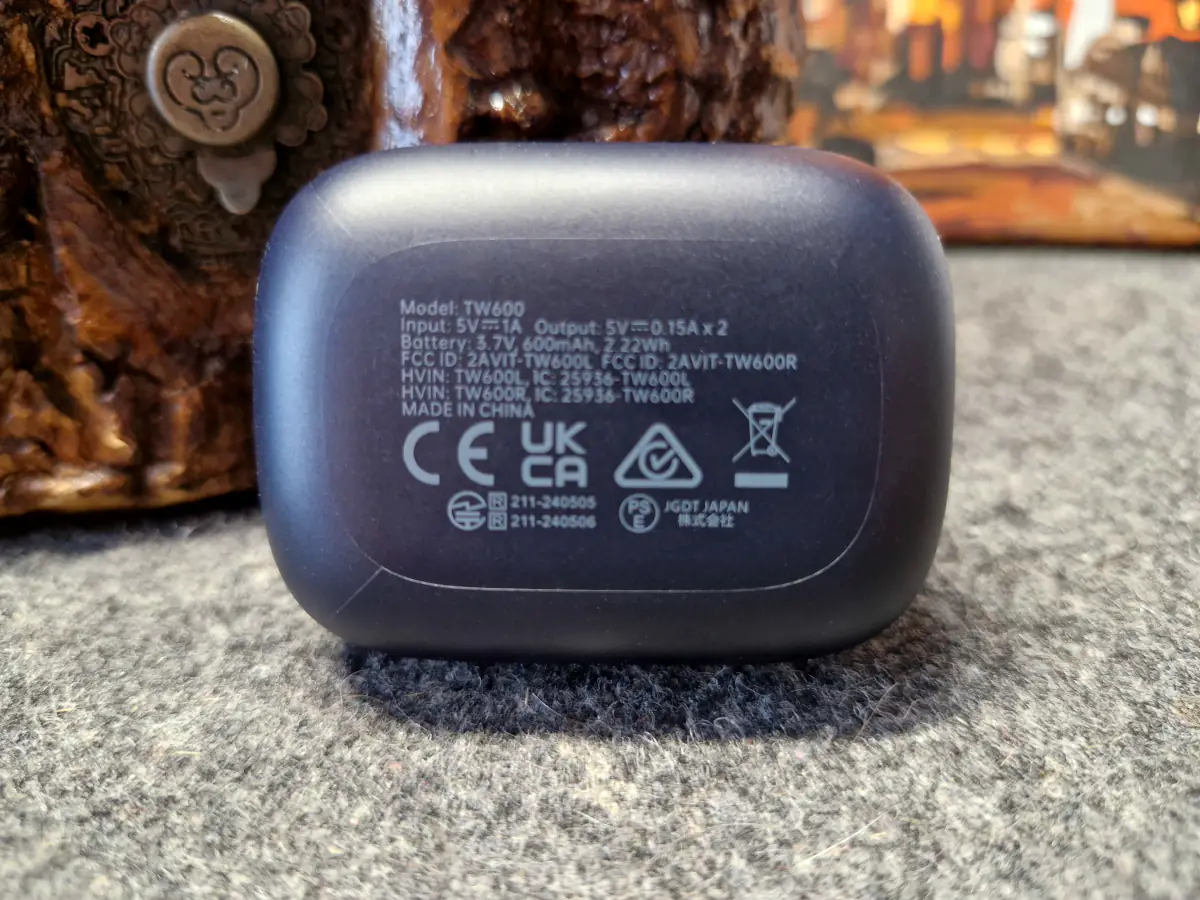 Model: TW600
Input: 5V⎓1A Output: 5V⎓0.15A x 2
Battery: 3.7V, 600mAh, 2.22Wh
FCC ID: 2AVIT-TW600L FCC ID: 2AVIT-TW600R
HVIN: TW600L, IC: 25936-TW600L
HVIN: TW600R, IC: 25936-TW600R
MADE IN CHINA
CE UK CA
R 211-240505 PSE JGDT JAPAN
R 211-240506 株式会社